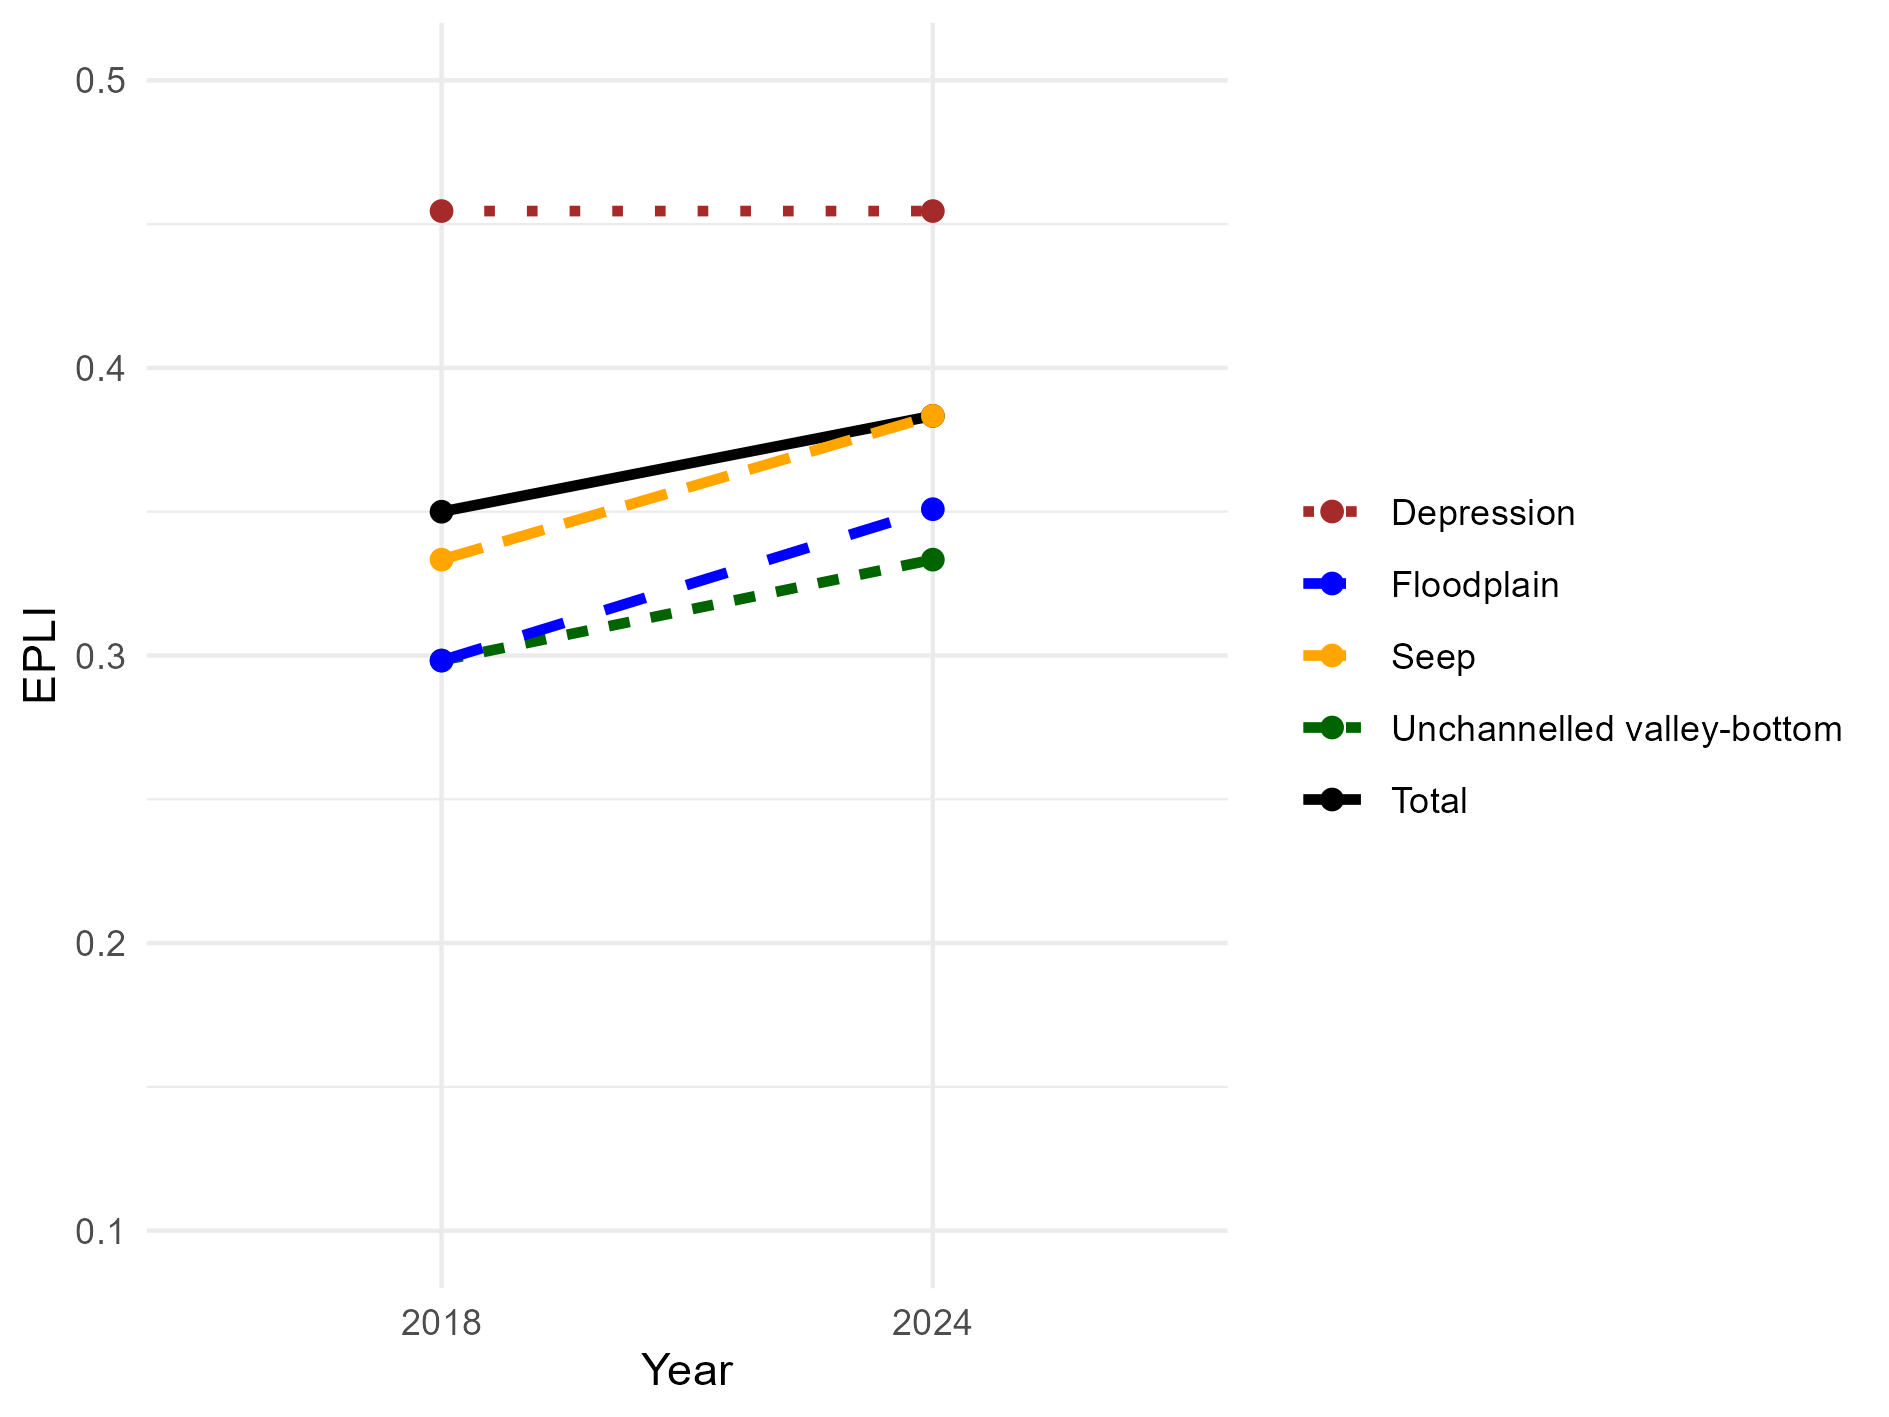 0.5
0.4
0.3
0.2
0.1
EPLI
2018
2024
Year
Depression
Floodplain
Seep
Unchannelled valley-bottom
Total